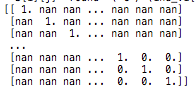 [[ 1. nan nan ... nan nan nan]
[nan  1. nan ... nan nan nan]
[nan nan  1. ... nan nan nan]
...
[nan nan nan ...  1.  0.  0.]
[nan nan nan ...  0.  1.  0.]
[nan nan nan ...  0.  0.  1.]]